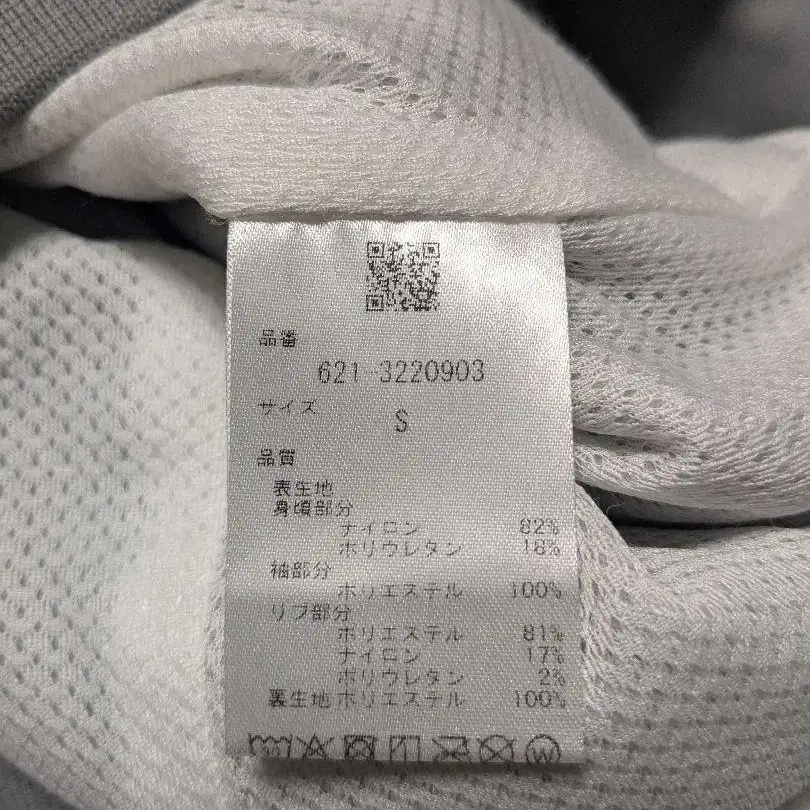 品番
621-3220903
サイズ
S
品質
表生地
身頃部分
ナイロン 82%
ポリウレタン 18%
袖部分
ポリエステル 100%
リブ部分
ポリエステル 81%
ナイロン 17%
ポリウレタン 2%
裏生地 ポリエステル 100%
W